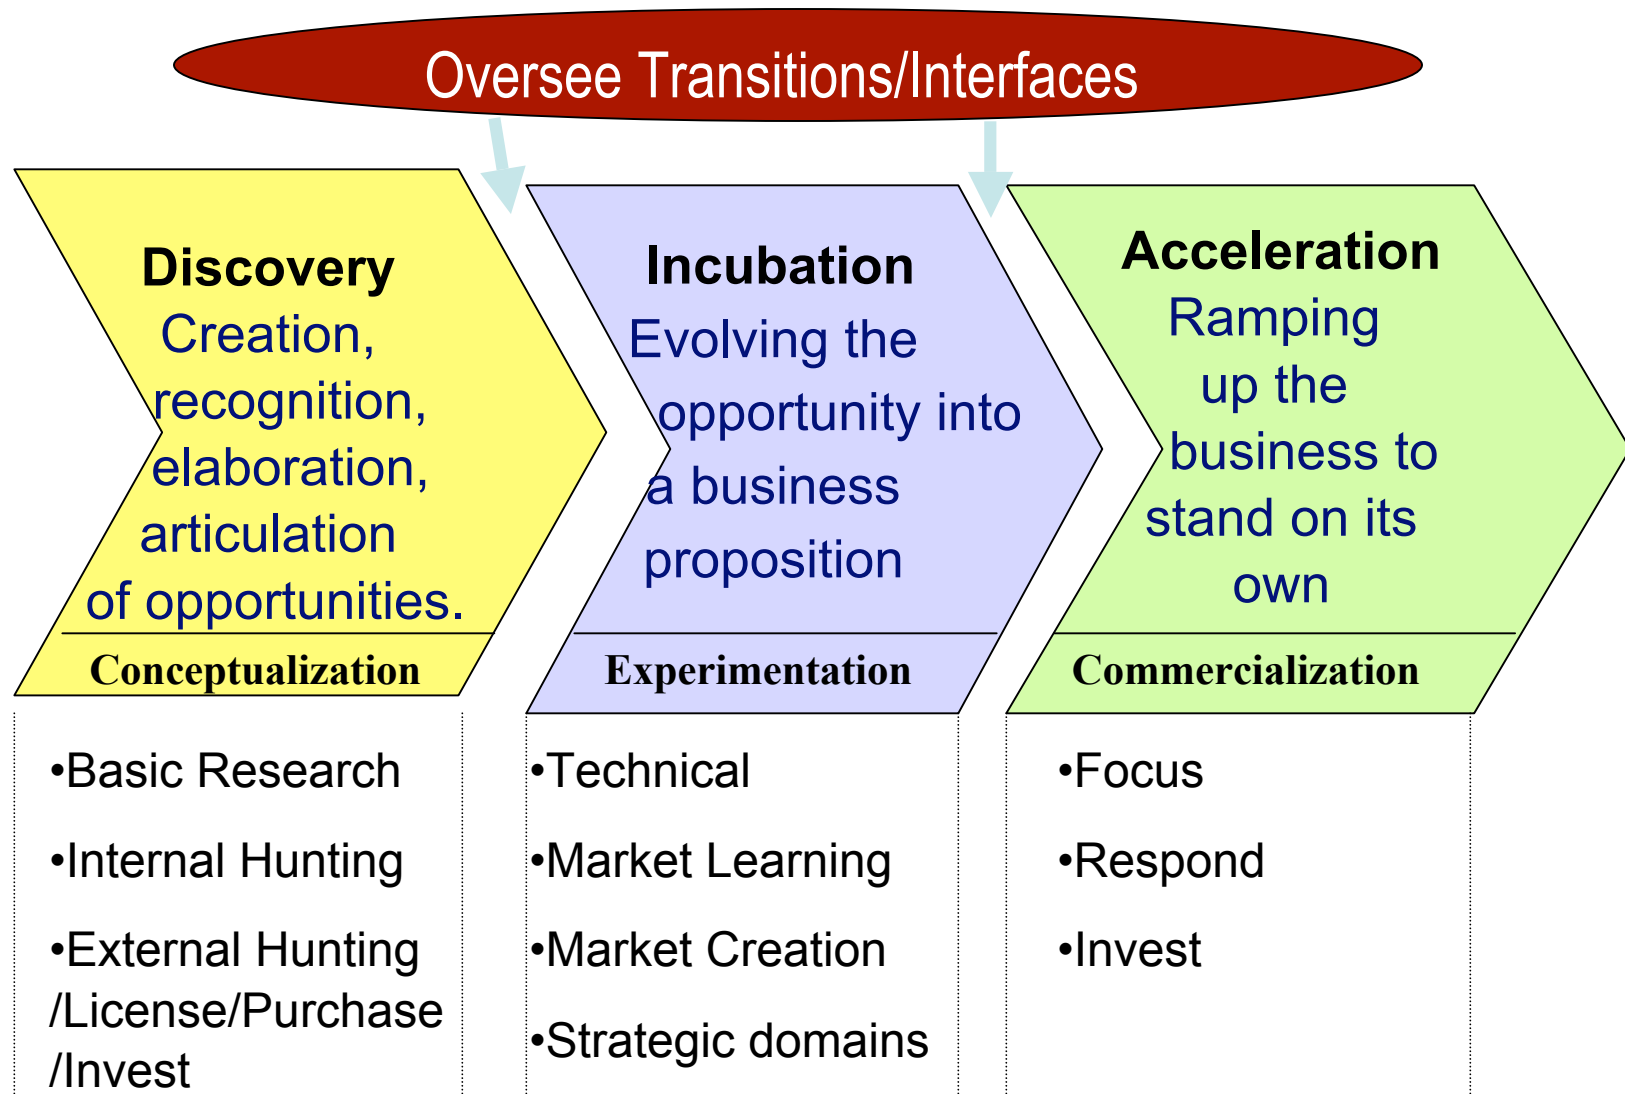 Oversee Transitions/Interfaces
Discovery
Creation,
recognition,
elaboration,
articulation
of opportunities.
Conceptualization
•Basic Research
•Internal Hunting
•External Hunting
/License/Purchase
/Invest
Incubation
Evolving the
opportunity into
a business
proposition
Experimentation
•Technical
•Market Learning
•Market Creation
•Strategic domains
Acceleration
Ramping
up the
business to
stand on its
own
Commercialization
•Focus
•Respond
•Invest